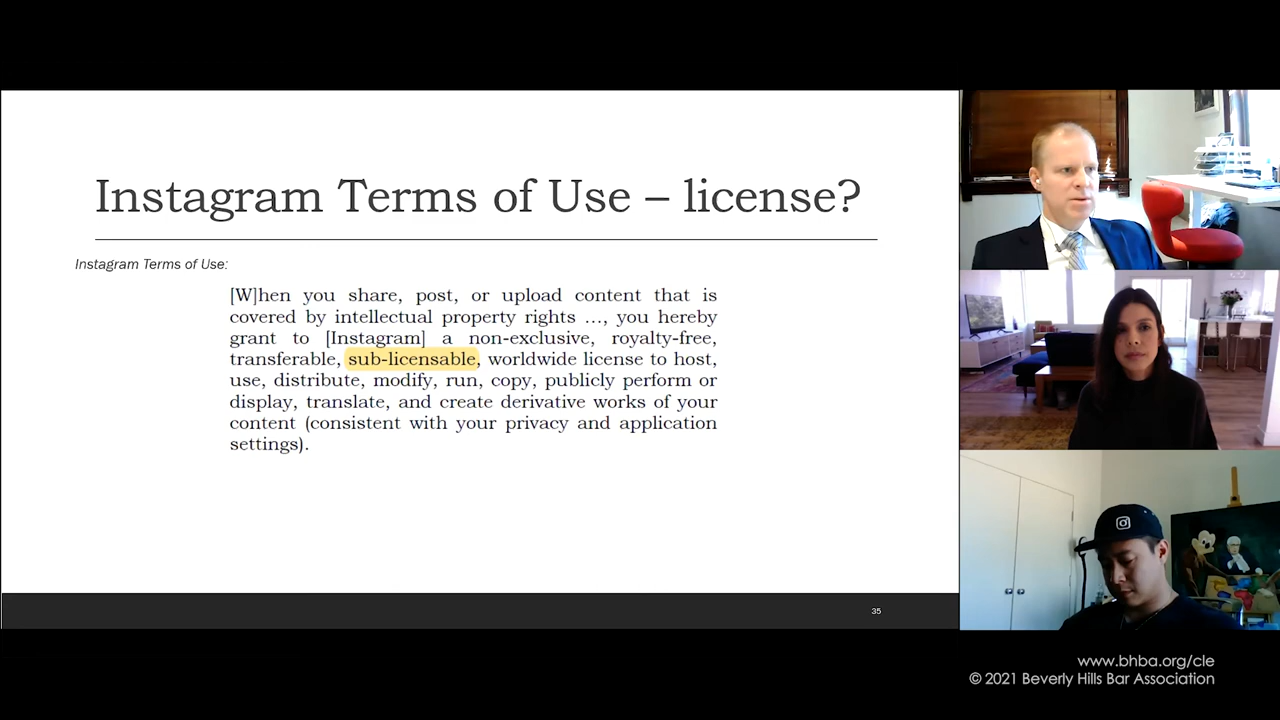 Instagram Terms of Use – license?
Instagram Terms of Use:
[W]hen you share, post, or upload content that is
covered by intellectual property rights ..., you hereby
grant to [Instagram] a non-exclusive, royalty-free,
transferable, sub-licensable, worldwide license to host,
use, distribute, modify, run, copy, publicly perform or
display, translate, and create derivative works of your
content (consistent with your privacy and application
settings).
35
www.bhba.org/cle
© 2021 Beverly Hills Bar Association